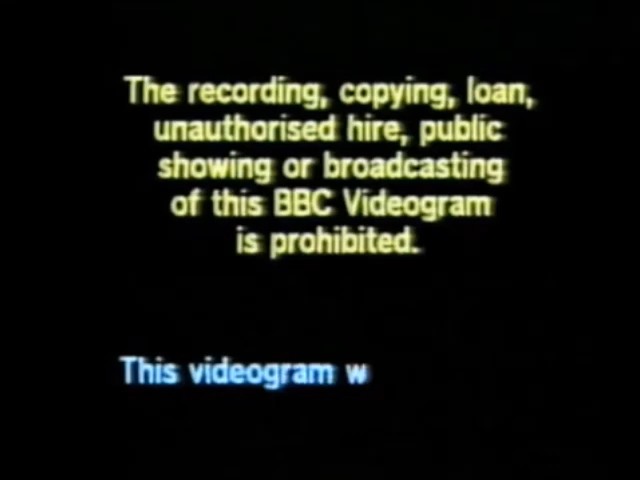 The recording, copying, loan,
unauthorised hire, public
showing or broadcasting
of this BBC Videogram
is prohibited.
This videogram w